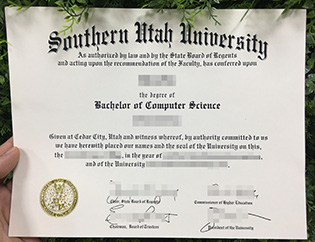 Southern Utah University
As authorized by law and by the State Board of Regents
and acting upon the recommendation of the Faculty, has conferred upon
the degree of
Bachelor of Computer Science
Given at Cedar City, Utah and witness whereof, by authority committed to us
we have herewith placed our names and the seal of the University on this,
the in the year of
and of the University
Chair, State Board of Regents
Commissioner of Higher Education
Chairman, Board of Trustees
President of the University